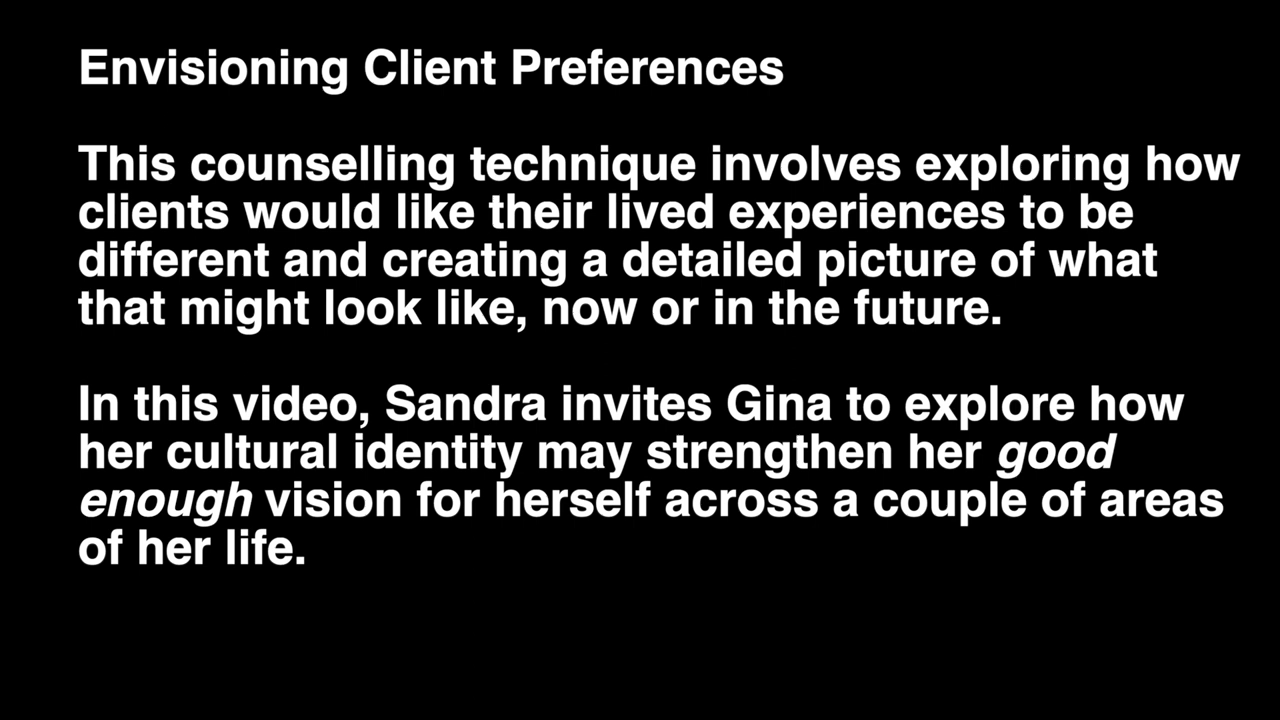 Envisioning Client Preferences
This counselling technique involves exploring how
clients would like their lived experiences to be
different and creating a detailed picture of what
that might look like, now or in the future.
In this video, Sandra invites Gina to explore how
her cultural identity may strengthen her good
enough vision for herself across a couple of areas
of her life.